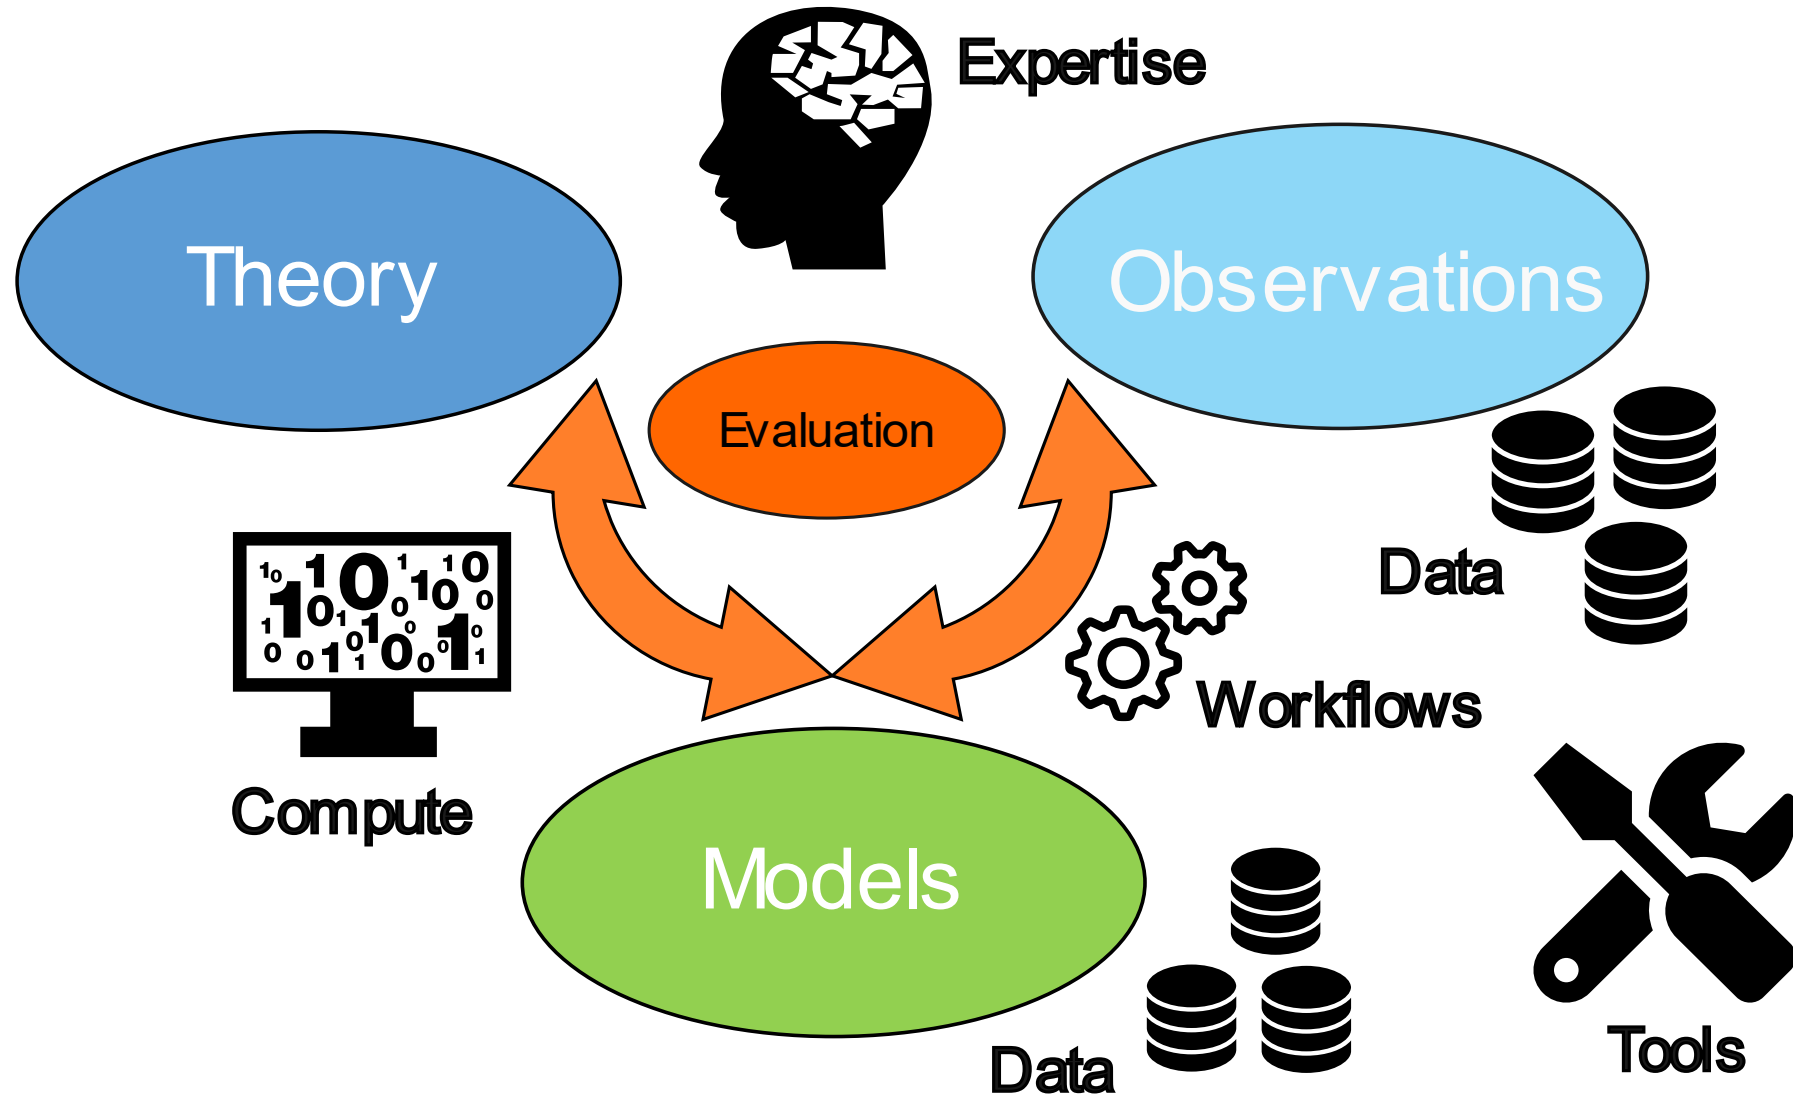 Expertise
Theory
Observations
Evaluation
Data
Workflows
Compute
Models
Tools
Data